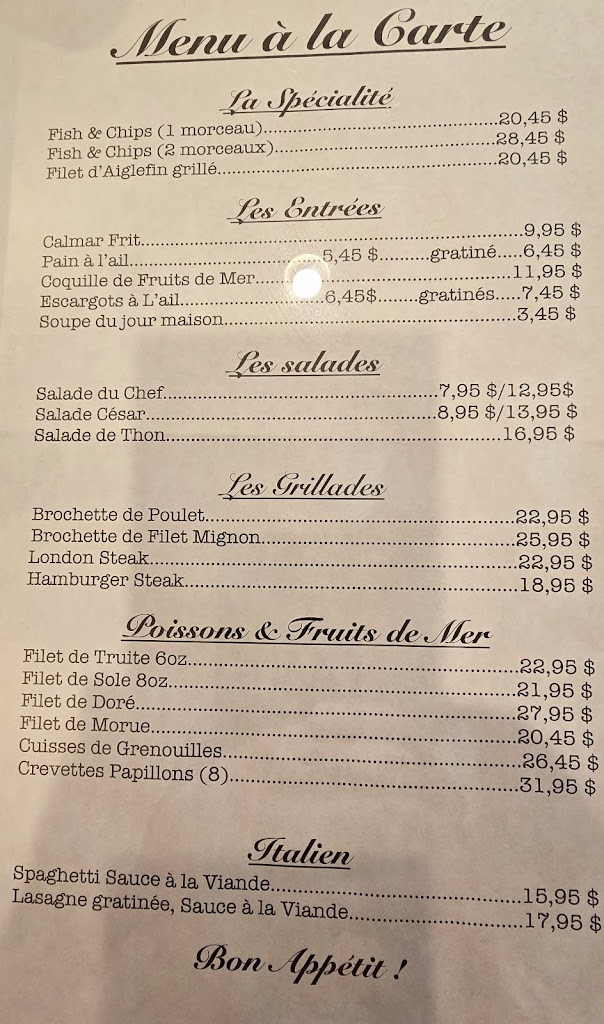 Menu à la Carte
La Spécialité
Fish & Chips (1 morceau)..........20,45 $
Fish & Chips (2 morceaux)..........28,45 $
Filet d'Aiglefin grillé..........20,45 $
Les Entrées
Calmar Frit..........9,95 $
Pain à l'ail..........5,45 $.........gratiné.....6,45 $
Coquille de Fruits de Mer..........11,95 $
Escargots à L'ail..........6,45$.......gratinés.....7,45 $
Soupe du jour maison..........3,45 $
Les salades
Salade du Chef..........7,95 $/12,95$
Salade César..........8,95 $/13,95 $
Salade de Thon..........16,95 $
Les Grillades
Brochette de Poulet..........22,95 $
Brochette de Filet Mignon..........25,95 $
London Steak..........22,95 $
Hamburger Steak..........18,95 $
Poissons & Fruits de Mer
Filet de Truite 6oz..........22,95 $
Filet de Sole 8oz..........21,95 $
Filet de Doré..........27,95 $
Filet de Morue..........20,45 $
Cuisses de Grenouilles..........26,45 $
Crevettes Papillons (8)..........31,95 $
Italien
Spaghetti Sauce à la Viande..........15,95 $
Lasagne gratinée, Sauce à la Viande..........17,95 $
Bon Appétit !